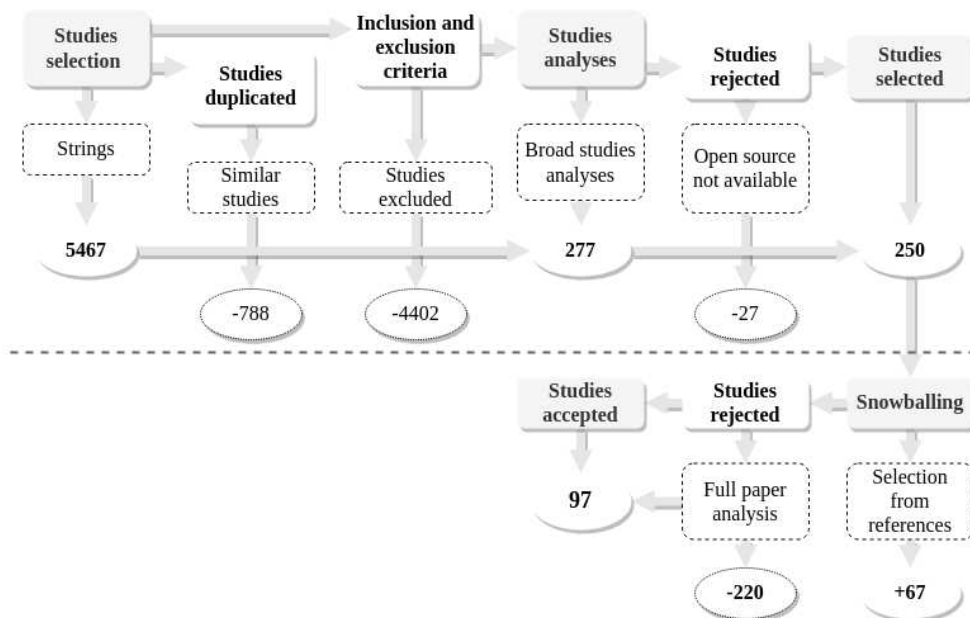 Studies
selection
Strings
5467
Studies
duplicated
Similar
studies
-788
Inclusion and
exclusion
criteria
Studies
excluded
-4402
Studies
analyses
Broad studies
analyses
277
Studies
rejected
Open source
not available
-27
Studies
selected
250
Snowballing
Selection
from
references
+67
Studies
rejected
Full paper
analysis
-220
Studies
accepted
97